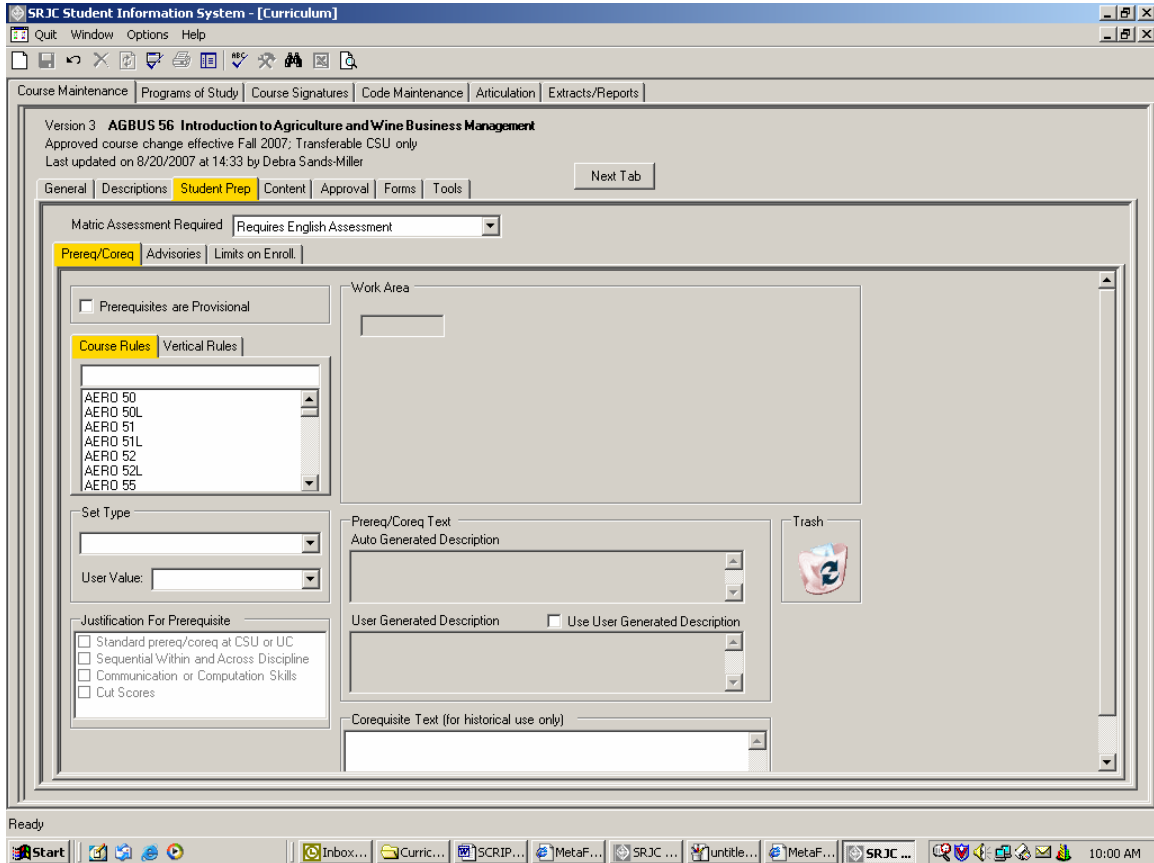 SRJC Student Information System - [Curriculum]
Quit Window Options Help
ABC
Course Maintenance Programs of Study Course Signatures Code Maintenance Articulation Extracts/Reports
Version 3 AGBUS 56 Introduction to Agriculture and Wine Business Management
Approved course change effective Fall 2007; Transferable CSU only
Last updated on 8/20/2007 at 14:33 by Debra Sands-Miller
Next Tab
General Descriptions Student Prep Content Approval Forms Tools
Matric Assessment Required Requires English Assessment
Prereq/Coreq Advisories Limits on Enroll.
Prerequisites are Provisional
Work Area
Course Rules Vertical Rules
AERO 50
AERO 50L
AERO 51
AERO 51L
AERO 52
AERO 52L
AERO 55
Set Type
User Value:
Prereq/Coreq Text
Auto Generated Description
Trash
Justification For Prerequisite
Standard prereq/coreq at CSU or UC
Sequential Within and Across Discipline
Communication or Computation Skills
Cut Scores
User Generated Description Use User Generated Description
Corequisite Text (for historical use only)
Ready
Start Inbox... Curric... SCRIP... MetaF... SRJC ... untitle... MetaF... SRJC ... 10:00 AM